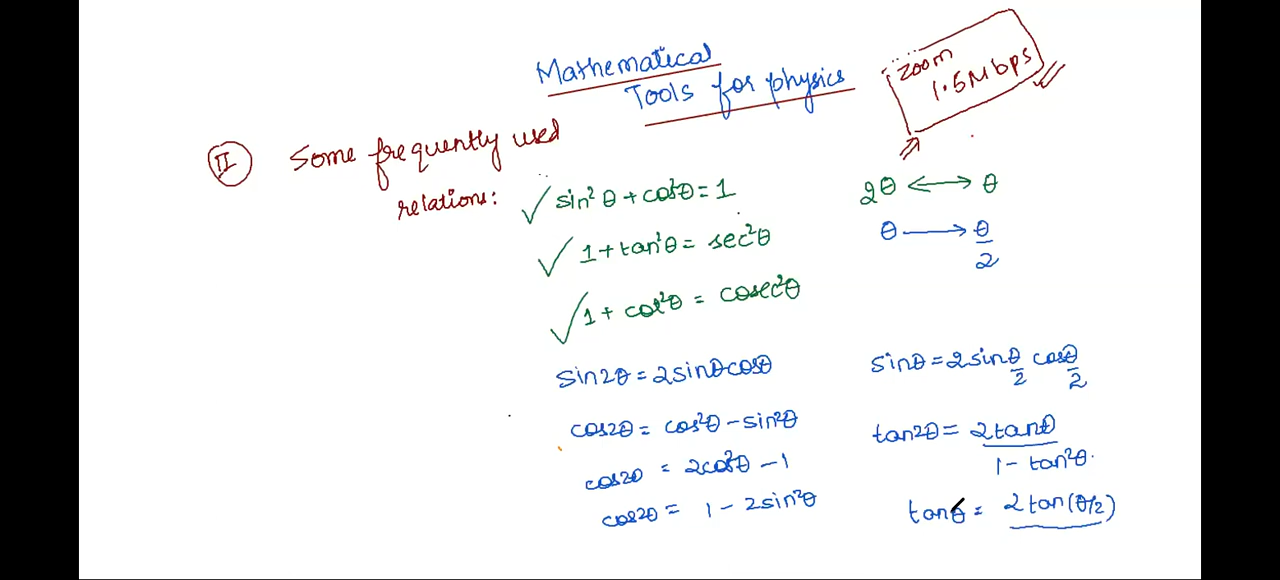 Mathematical
Tools for physics
zoom
1.5Mbps
II Some frequently used
relations:
sin²θ + cos²θ = 1
1 + tan²θ = sec²θ
1 + cot²θ = cosec²θ
2θ ⟷ θ
θ ⟶ θ/2
sin2θ = 2sinθcosθ
cos2θ = cos²θ - sin²θ
cos2θ = 2cos²θ - 1
cos2θ = 1 - 2sin²θ
sinθ = 2sinθ/2 cosθ/2
tan2θ = 2tanθ / 1 - tan²θ
tanθ = 2tan(θ/2)